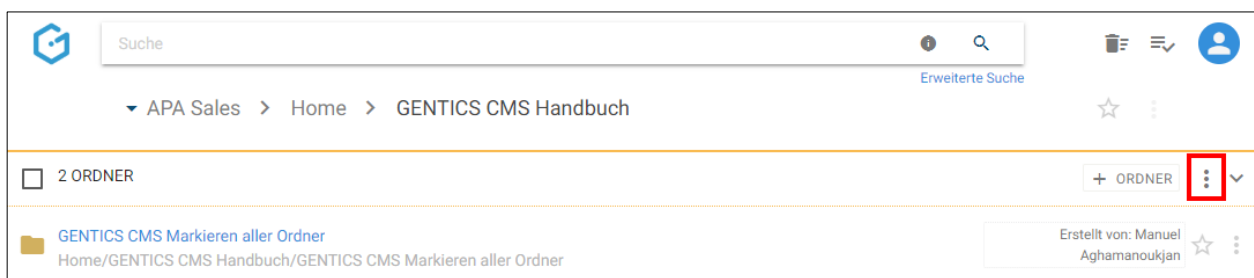 Suche
Erweiterte Suche
APA Sales > Home > GENTICS CMS Handbuch
2 ORDNER
+ ORDNER
GENTICS CMS Markieren aller Ordner
Home/GENTICS CMS Handbuch/GENTICS CMS Markieren aller Ordner
Erstellt von: Manuel
Aghamanoukjan